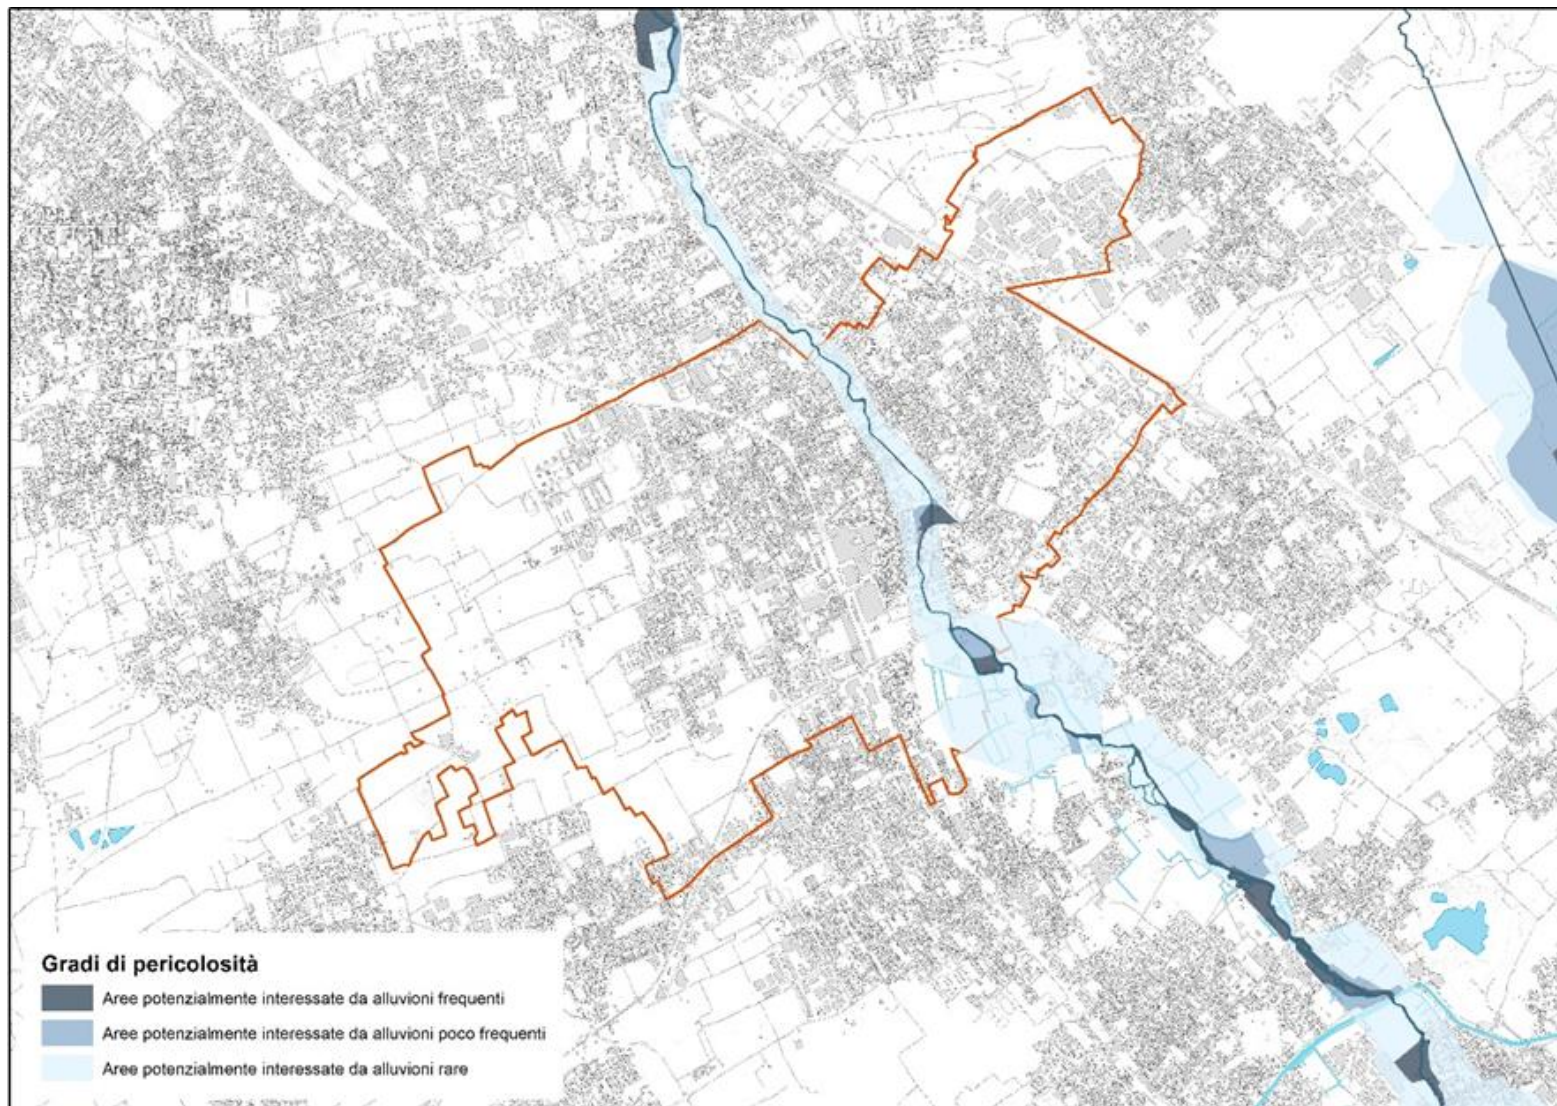 Gradi di pericolosità
Aree potenzialmente interessate da alluvioni frequenti
Aree potenzialmente interessate da alluvioni poco frequenti
Aree potenzialmente interessate da alluvioni rare